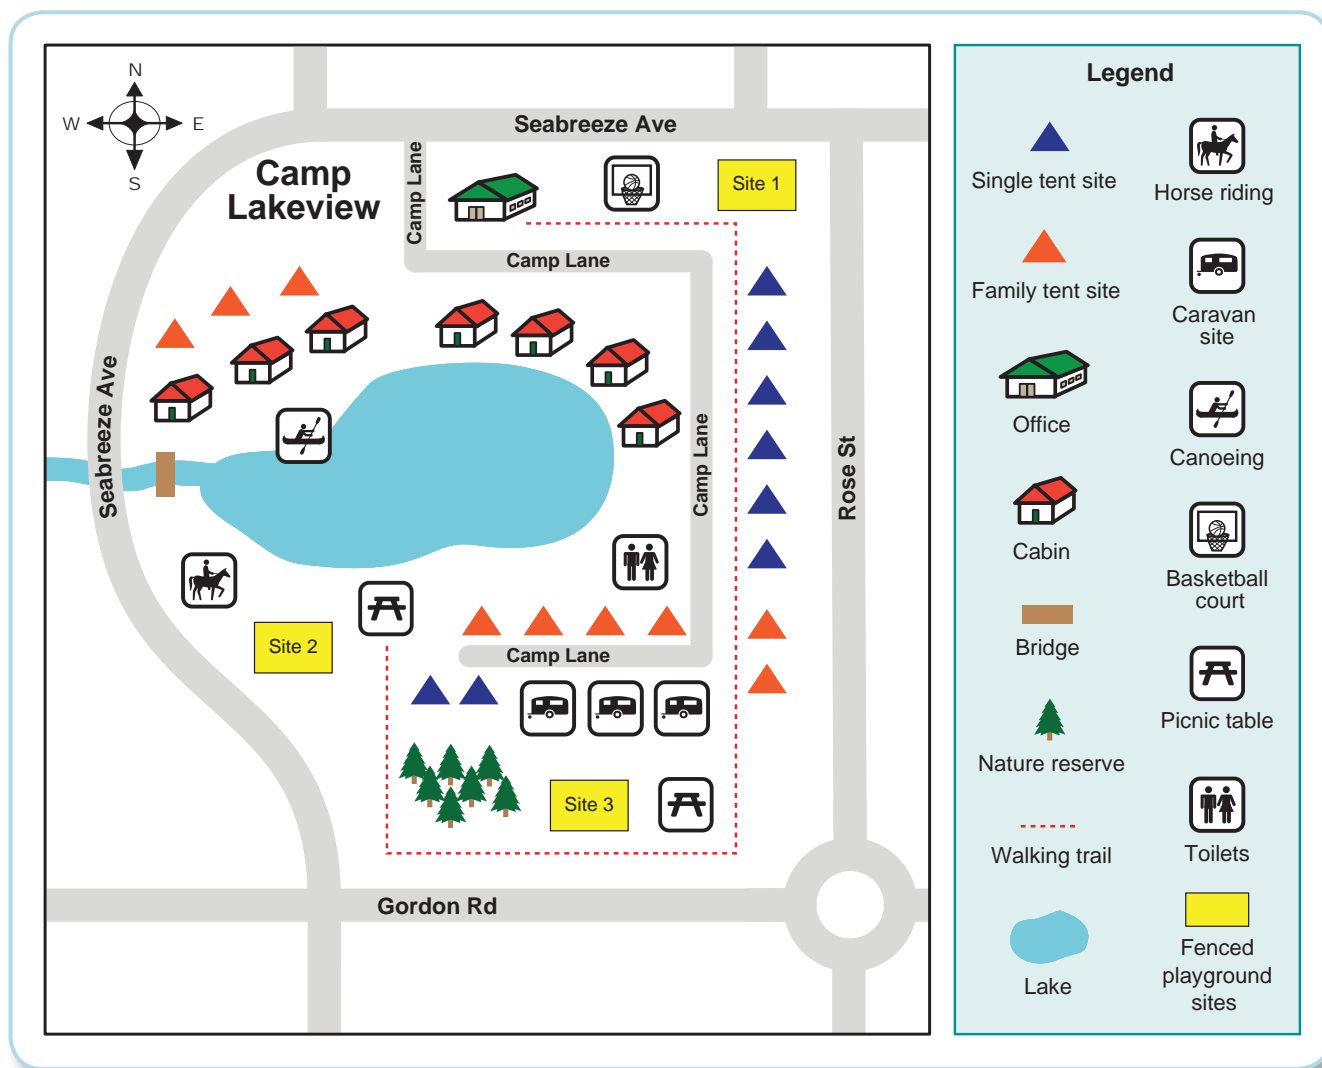 N
W
E
S
Seabreeze Ave
Camp
Lakeview
Camp Lane
Site 1
Camp Lane
Seabreeze Ave
Camp Lane
Rose St
Site 2
Camp Lane
Site 3
Gordon Rd
Legend
Single tent site
Family tent site
Office
Cabin
Bridge
Nature reserve
Walking trail
Lake
Horse riding
Caravan
site
Canoeing
Basketball
court
Picnic table
Toilets
Fenced
playground
sites